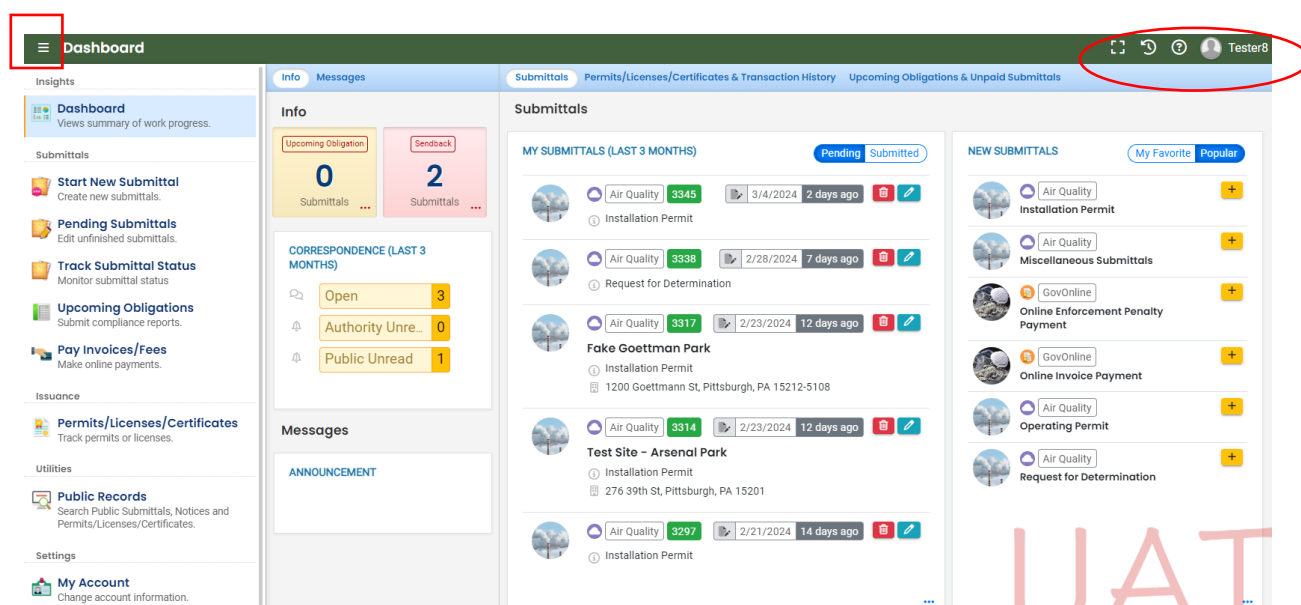 Dashboard
Tester8
Insights
Dashboard
Views summary of work progress.
Submittals
Start New Submittal
Create new submittals.
Pending Submittals
Edit unfinished submittals.
Track Submittal Status
Monitor submittal status
Upcoming Obligations
Submit compliance reports.
Pay Invoices/Fees
Make online payments.
Issuance
Permits/Licenses/Certificates
Track permits or licenses.
Utilities
Public Records
Search Public Submittals, Notices and
Permits/Licenses/Certificates.
Settings
My Account
Change account information.
Info Messages
Info
Upcoming Obligation
0
Submittals
...
Sendback
2
Submittals
...
CORRESPONDENCE (LAST 3
MONTHS)
Open 3
Authority Unre... 0
Public Unread 1
Messages
ANNOUNCEMENT
Submittals Permits/Licenses/Certificates & Transaction History Upcoming Obligations & Unpaid Submittals
Submittals
MY SUBMITTALS (LAST 3 MONTHS) Pending Submitted
Air Quality 3345 3/4/2024 2 days ago
Installation Permit
Air Quality 3338 2/28/2024 7 days ago
Request for Determination
Air Quality 3317 2/23/2024 12 days ago
Fake Goettman Park
Installation Permit
1200 Goettmann St, Pittsburgh, PA 15212-5108
Air Quality 3314 2/23/2024 12 days ago
Test Site - Arsenal Park
Installation Permit
276 39th St, Pittsburgh, PA 15201
Air Quality 3297 2/21/2024 14 days ago
Installation Permit
...
NEW SUBMITTALS My Favorite Popular
Air Quality
Installation Permit
Air Quality
Miscellaneous Submittals
GovOnline
Online Enforcement Penalty
Payment
GovOnline
Online Invoice Payment
Air Quality
Operating Permit
Air Quality
Request for Determination
UAT
...